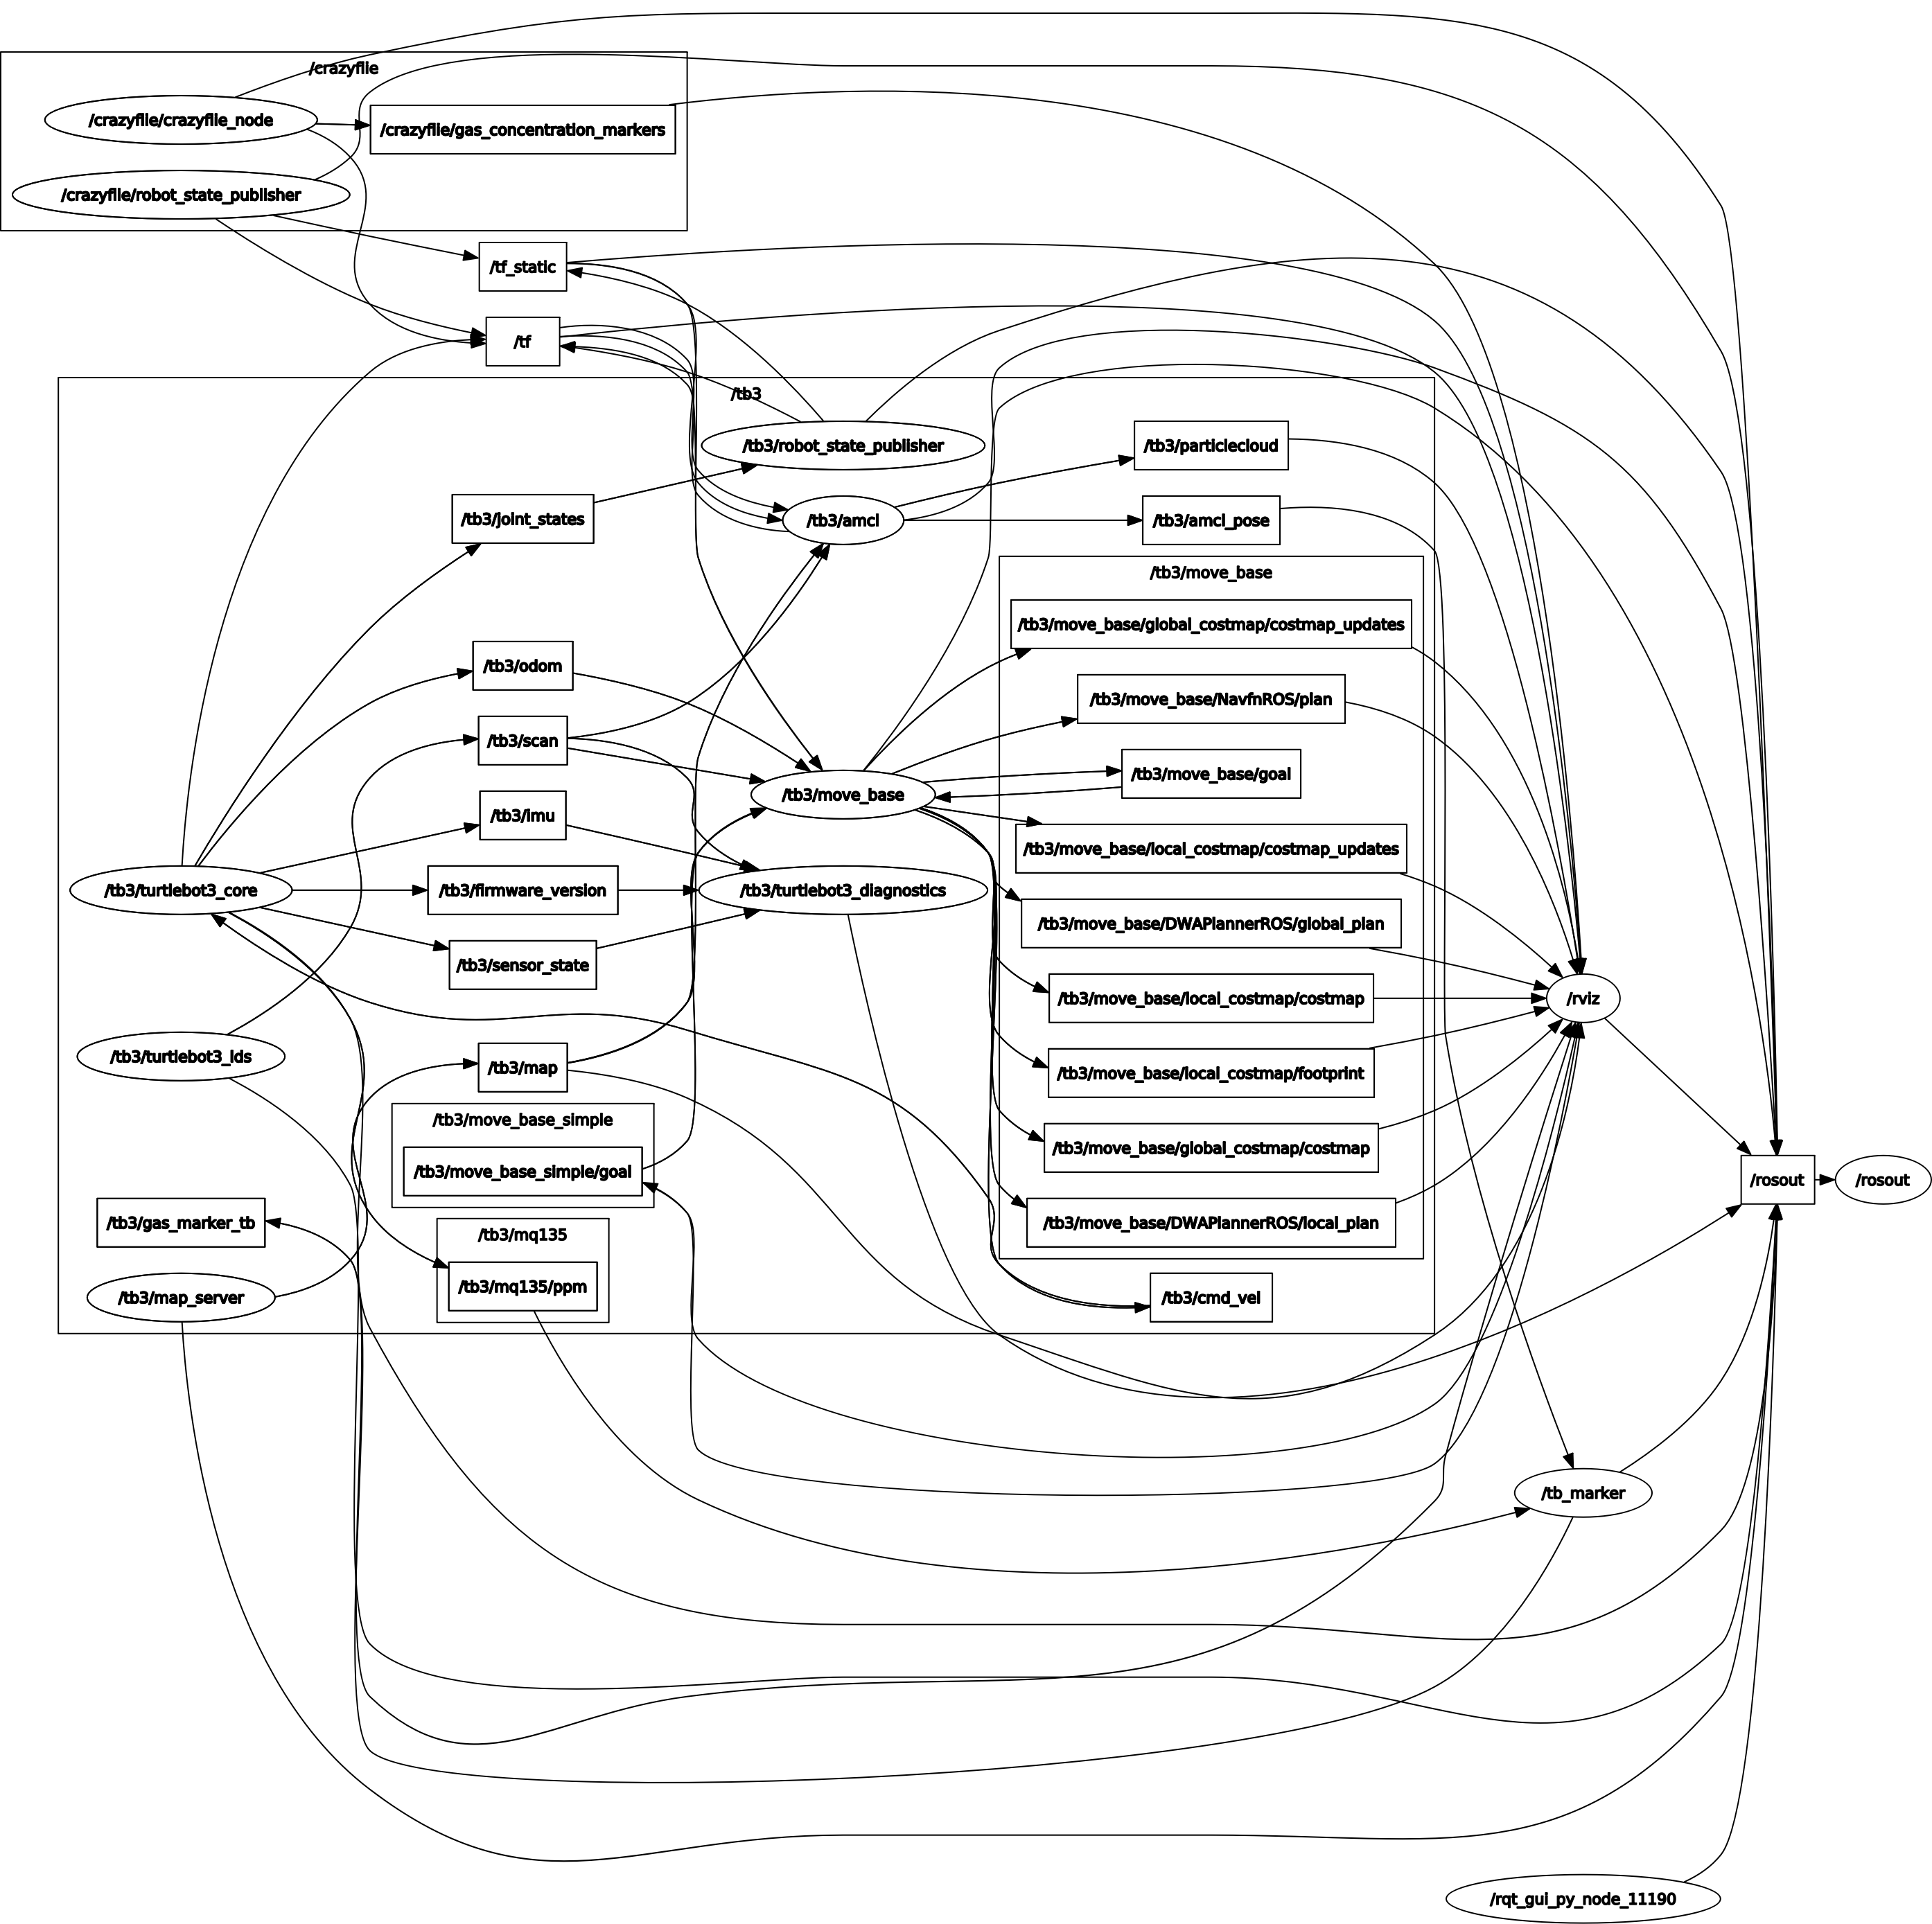 /crazyflie
/crazyflie/crazyflie_node
/crazyflie/gas_concentration_markers
/crazyflie/robot_state_publisher
/tf_static
/tf
/tb3
/tb3/robot_state_publisher
/tb3/particlecloud
/tb3/joint_states
/tb3/amcl
/tb3/amcl_pose
/tb3/move_base
/tb3/move_base/global_costmap/costmap_updates
/tb3/odom
/tb3/move_base/NavfnROS/plan
/tb3/scan
/tb3/move_base/goal
/tb3/move_base
/tb3/imu
/tb3/move_base/local_costmap/costmap_updates
/tb3/turtlebot3_core
/tb3/firmware_version
/tb3/turtlebot3_diagnostics
/tb3/move_base/DWAPlannerROS/global_plan
/tb3/sensor_state
/tb3/move_base/local_costmap/costmap
/rviz
/tb3/turtlebot3_lds
/tb3/map
/tb3/move_base/local_costmap/footprint
/tb3/move_base_simple
/tb3/move_base/global_costmap/costmap
/tb3/move_base_simple/goal
/rosout
/rosout
/tb3/gas_marker_tb
/tb3/move_base/DWAPlannerROS/local_plan
/tb3/mq135
/tb3/mq135/ppm
/tb3/map_server
/tb3/cmd_vel
/tb_marker
/rqt_gui_py_node_11190